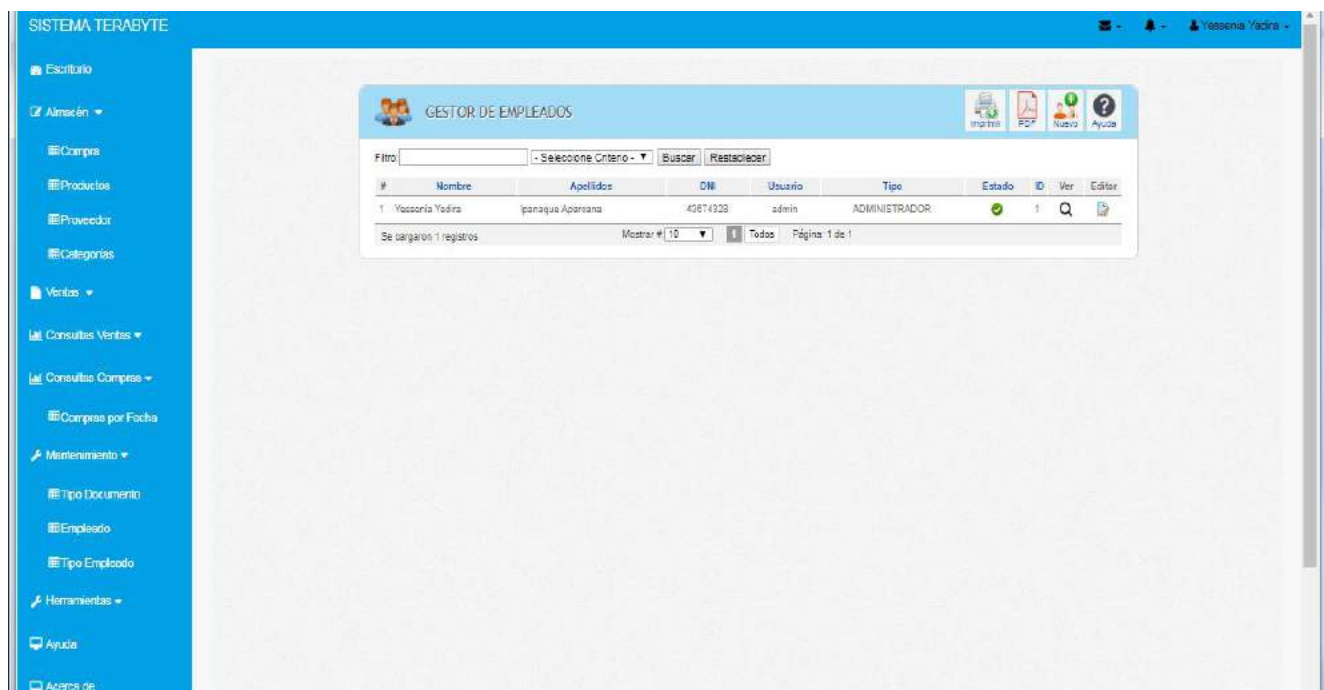 SISTEMA TERABYTE
Yessenia Yadira
Escritorio
Almacén
Compra
Productos
Proveedor
Categorías
Ventas
Consultas Ventas
Consultas Compras
Compras por Fecha
Mantenimiento
Tipo Documento
Empleado
Tipo Empleado
Herramientas
Ayuda
Acerca de
GESTOR DE EMPLEADOS
Imprimir PDF Nuevo Ayuda
Filtro: - Seleccione Criterio - Buscar Restablecer
# Nombre Apellidos DNI Usuario Tipo Estado ID Ver Editar
1 Yessenia Yadira Ipanaque Aparcana 43674328 admin ADMINISTRADOR 1
Se cargaron 1 registros Mostrar # 10 1 Todos Página: 1 de 1